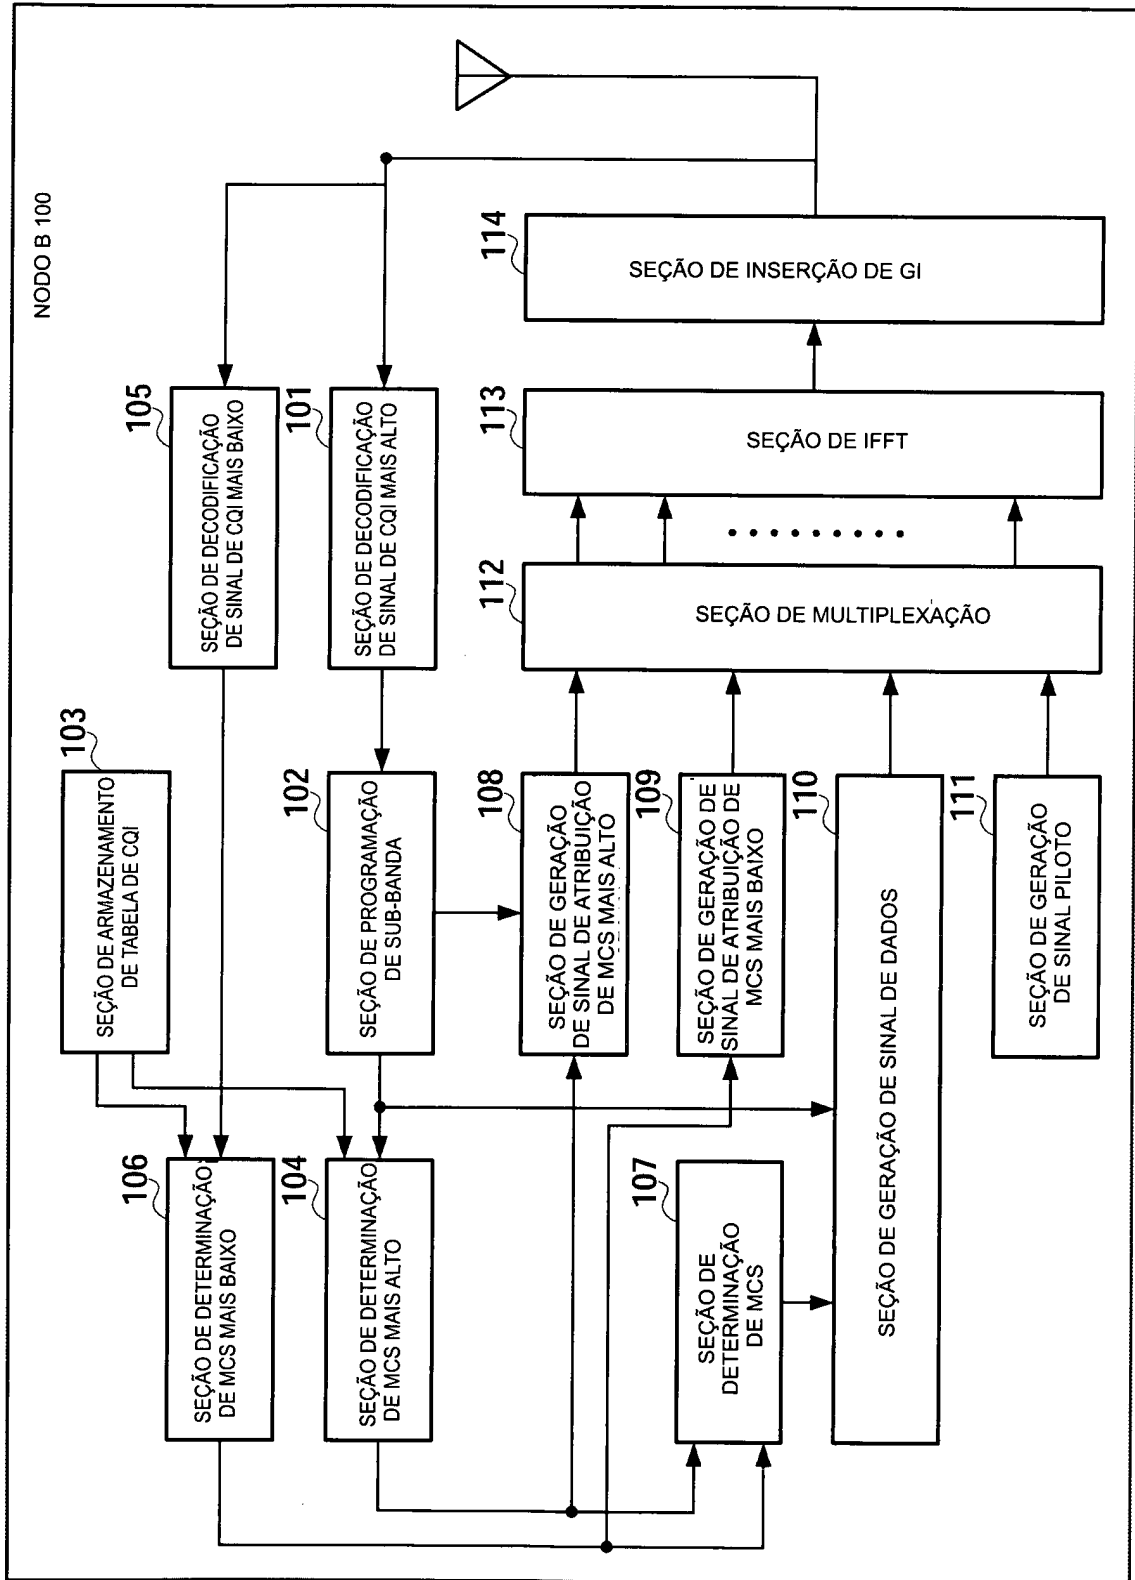 NODO B 100
105
SEÇÃO DE DECODIFICAÇÃO
DE SINAL DE CQI MAIS BAIXO
101
SEÇÃO DE DECODIFICAÇÃO
DE SINAL DE CQI MAIS ALTO
103
SEÇÃO DE ARMAZENAMENTO
DE TABELA DE CQI
102
SEÇÃO DE PROGRAMAÇÃO
DE SUB-BANDA
106
SEÇÃO DE DETERMINAÇÃO
DE MCS MAIS BAIXO
104
SEÇÃO DE DETERMINAÇÃO
DE MCS MAIS ALTO
107
SEÇÃO DE
DETERMINAÇÃO
DE MCS
108
SEÇÃO DE GERAÇÃO
DE SINAL DE ATRIBUIÇÃO
DE MCS MAIS ALTO
109
SEÇÃO DE GERAÇÃO DE
SINAL DE ATRIBUIÇÃO DE
MCS MAIS BAIXO
110
SEÇÃO DE GERAÇÃO DE SINAL DE DADOS
111
SEÇÃO DE GERAÇÃO
DE SINAL PILOTO
112
SEÇÃO DE MULTIPLEXAÇÃO
113
SEÇÃO DE IFFT
114
SEÇÃO DE INSERÇÃO DE GI